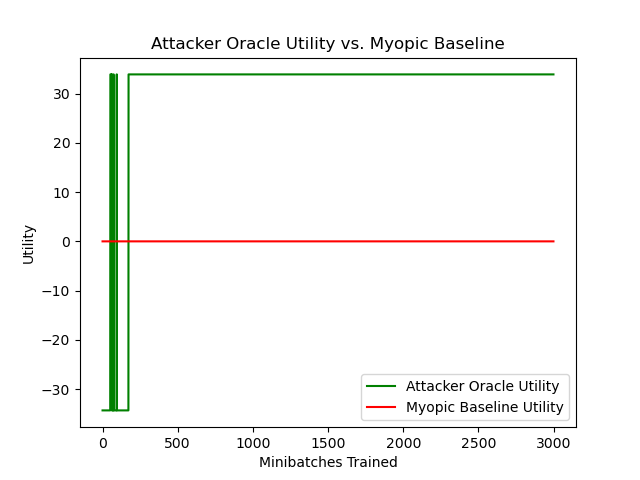 Attacker Oracle Utility vs. Myopic Baseline
Utility
30
20
10
0
−10
−20
−30
Attacker Oracle Utility
Myopic Baseline Utility
0 500 1000 1500 2000 2500 3000
Minibatches Trained